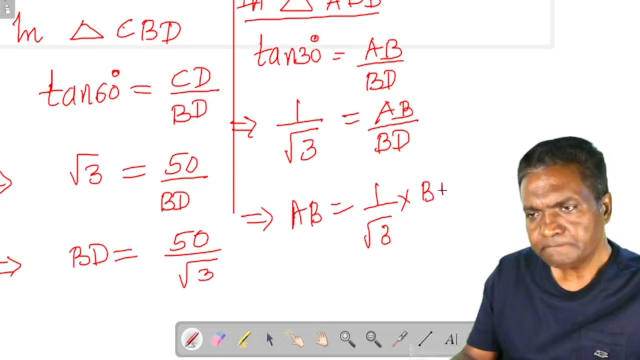 In △ CBD
tan60° = CD/BD
√3 = 50/BD
⇒ BD = 50/√3
tan30° = AB/BD
⇒ 1/√3 = AB/BD
⇒ AB = 1/√3 × B